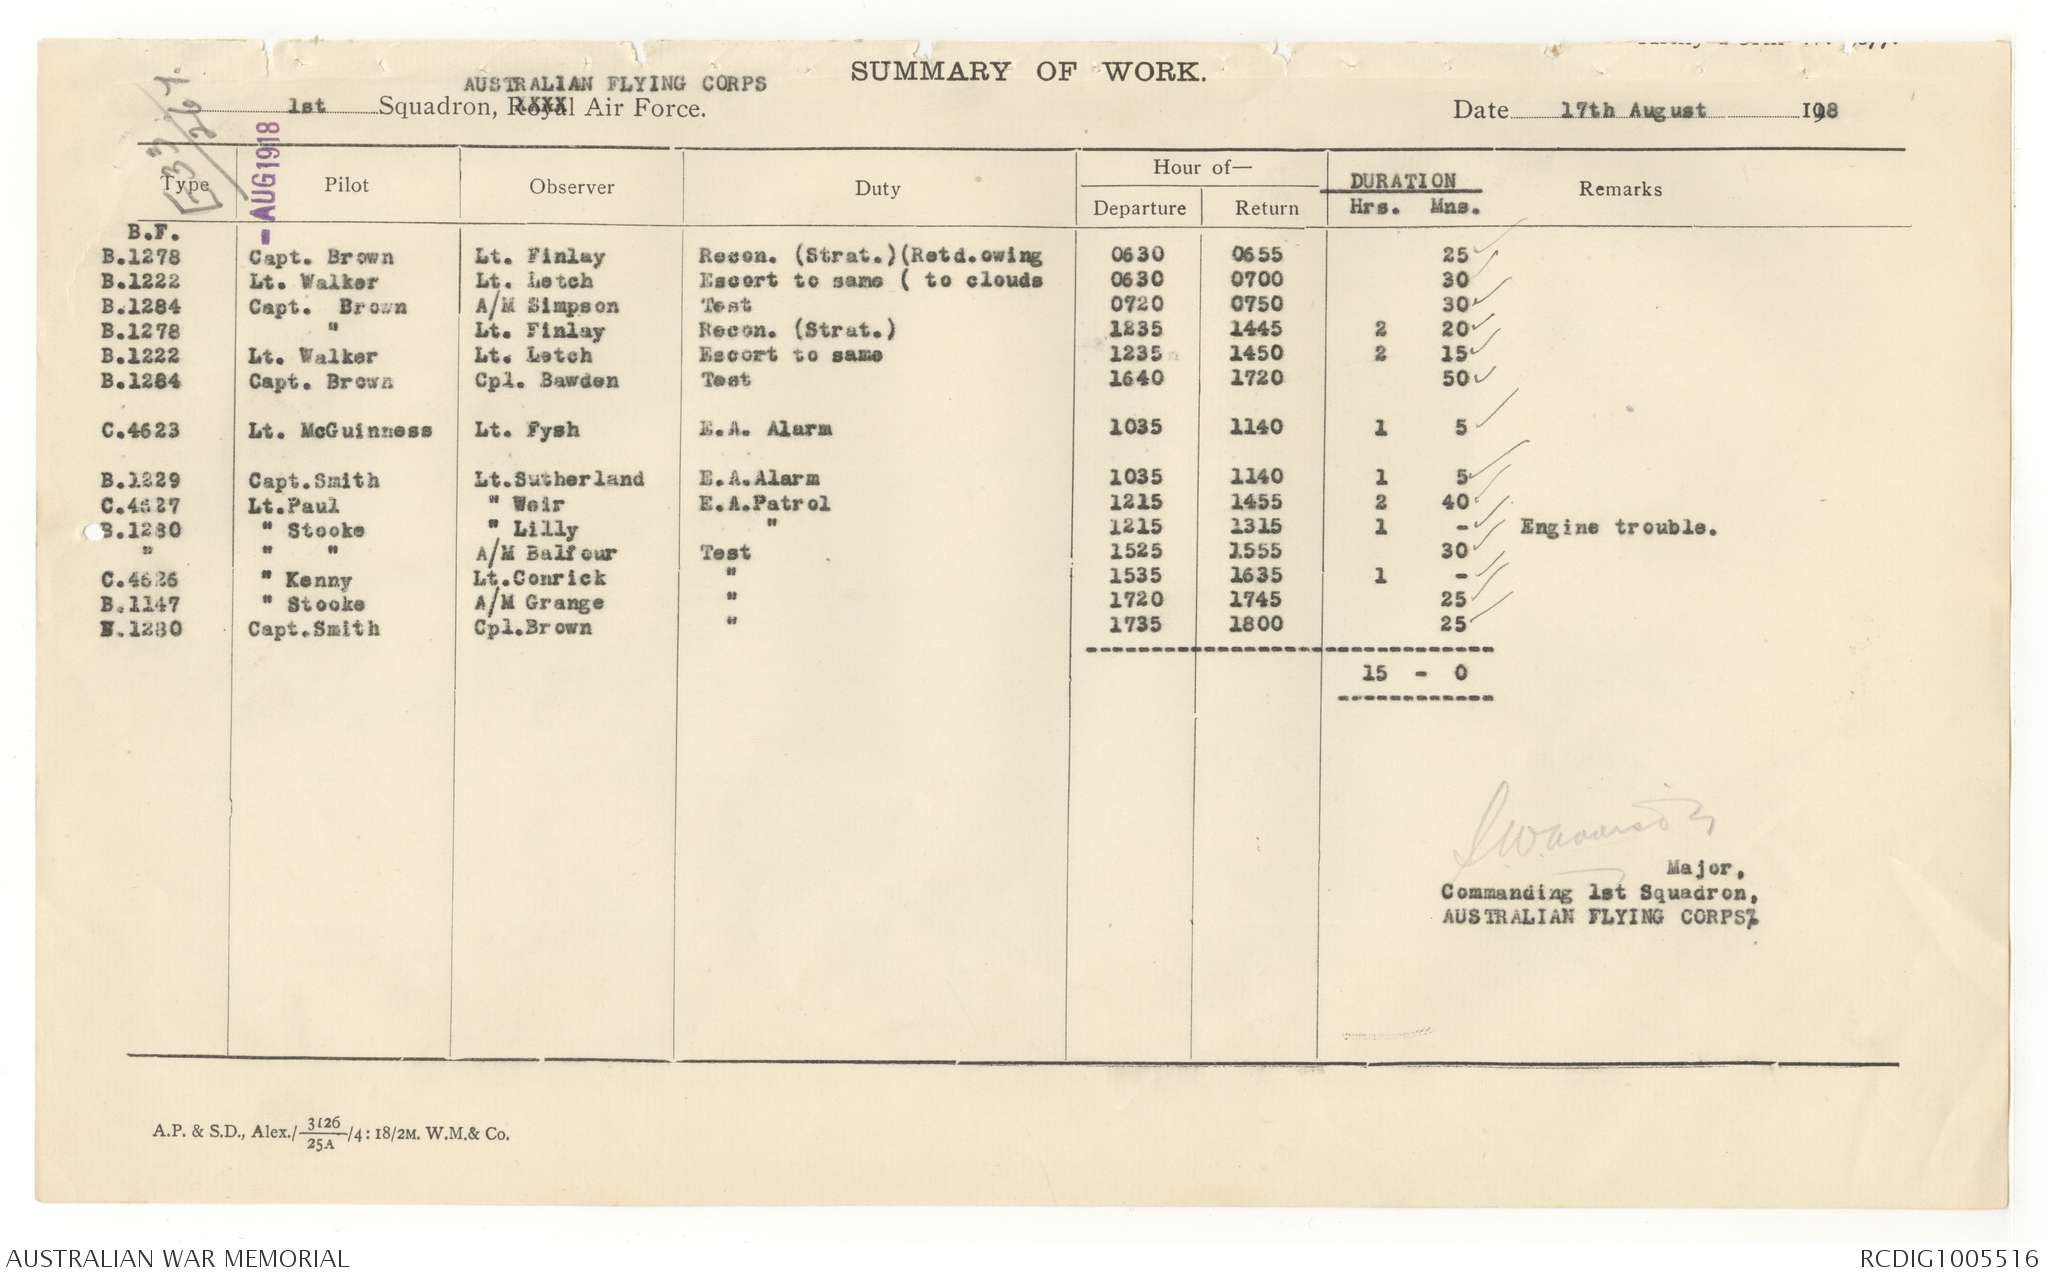 SUMMARY OF WORK.
AUSTRALIAN FLYING CORPS
1st Squadron, Royal Air Force. Date 17th August 1918
- AUG1918
Type Pilot Observer Duty Hour of— DURATION Remarks
Departure Return Hrs. Mns.
B.F.
B.1278 Capt. Brown Lt. Finlay Recon. (Strat.)(Retd.owing 0630 0655 25
B.1222 Lt. Walker Lt. Letch Escort to same ( to clouds 0630 0700 30
B.1284 Capt. Brown A/M Simpson Test 0720 0750 30
B.1278 " Lt. Finlay Recon. (Strat.) 1235 1445 2 20
B.1222 Lt. Walker Lt. Letch Escort to same 1235 1450 2 15
B.1284 Capt. Brown Cpl. Bawden Test 1640 1720 50
C.4623 Lt. McGuinness Lt. Fysh E.A. Alarm 1035 1140 1 5
B.1229 Capt.Smith Lt.Sutherland E.A.Alarm 1035 1140 1 5
C.4627 Lt.Paul " Weir E.A.Patrol 1215 1455 2 40
B.1280 " Stooke " Lilly " 1215 1315 1 - Engine trouble.
" " " A/M Balfour Test 1525 1555 30
C.4626 " Kenny Lt.Conrick " 1535 1635 1 -
B.1147 " Stooke A/M Grange " 1720 1745 25
B.1280 Capt.Smith Cpl.Brown " 1735 1800 25
15 - 0
Major,
Commanding 1st Squadron,
AUSTRALIAN FLYING CORPS.
A.P. & S.D., Alex./3126/25A/4:18/2M. W.M.& Co.
AUSTRALIAN WAR MEMORIAL RCDIG1005516